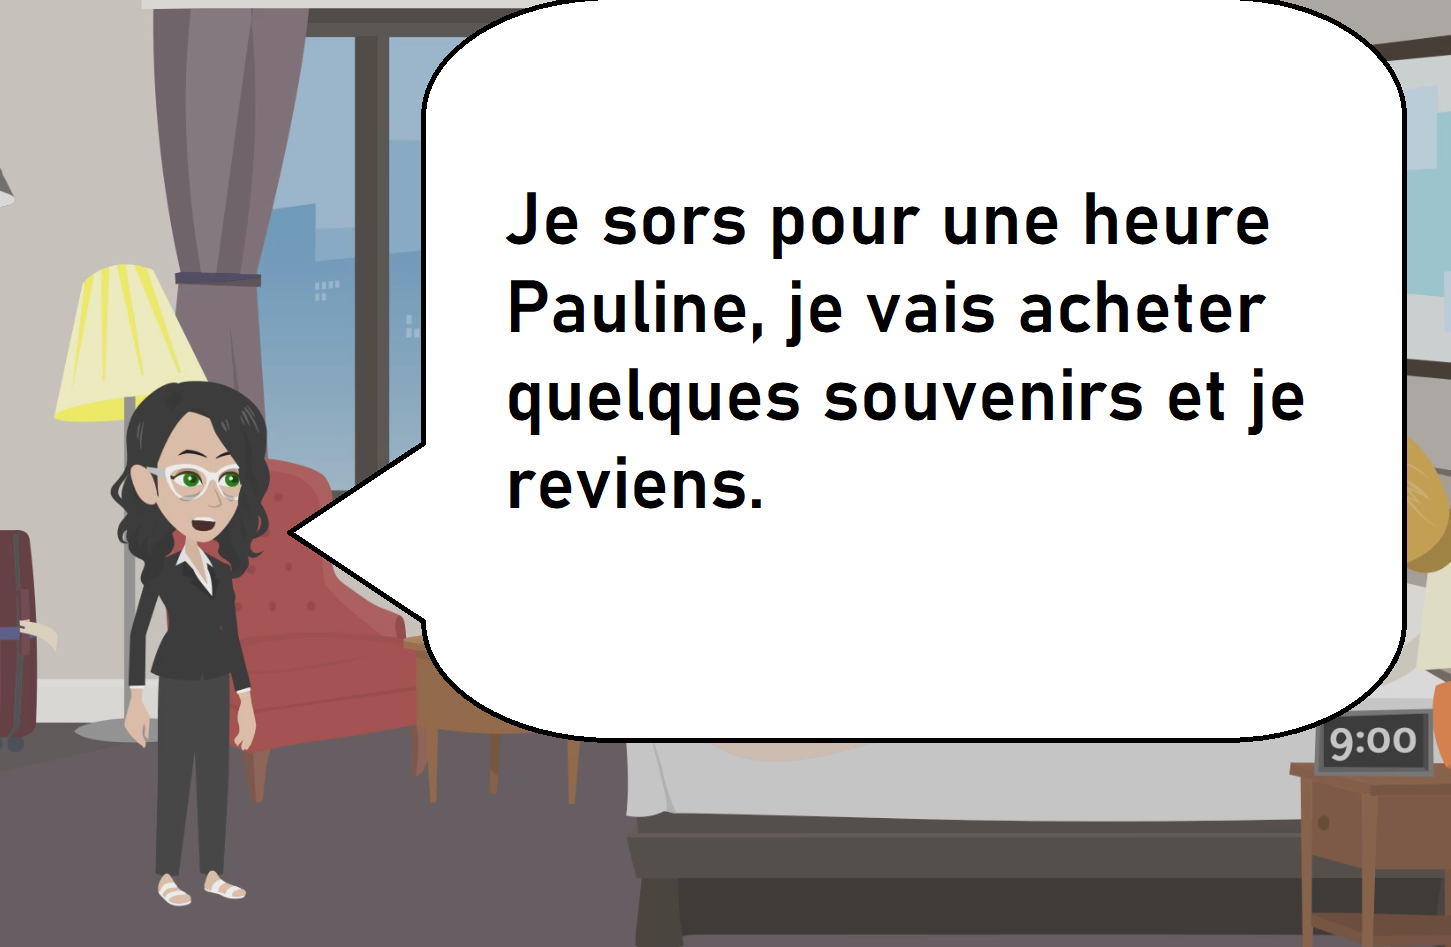 Je sors pour une heure
Pauline, je vais acheter
quelques souvenirs et je
reviens.
9:00